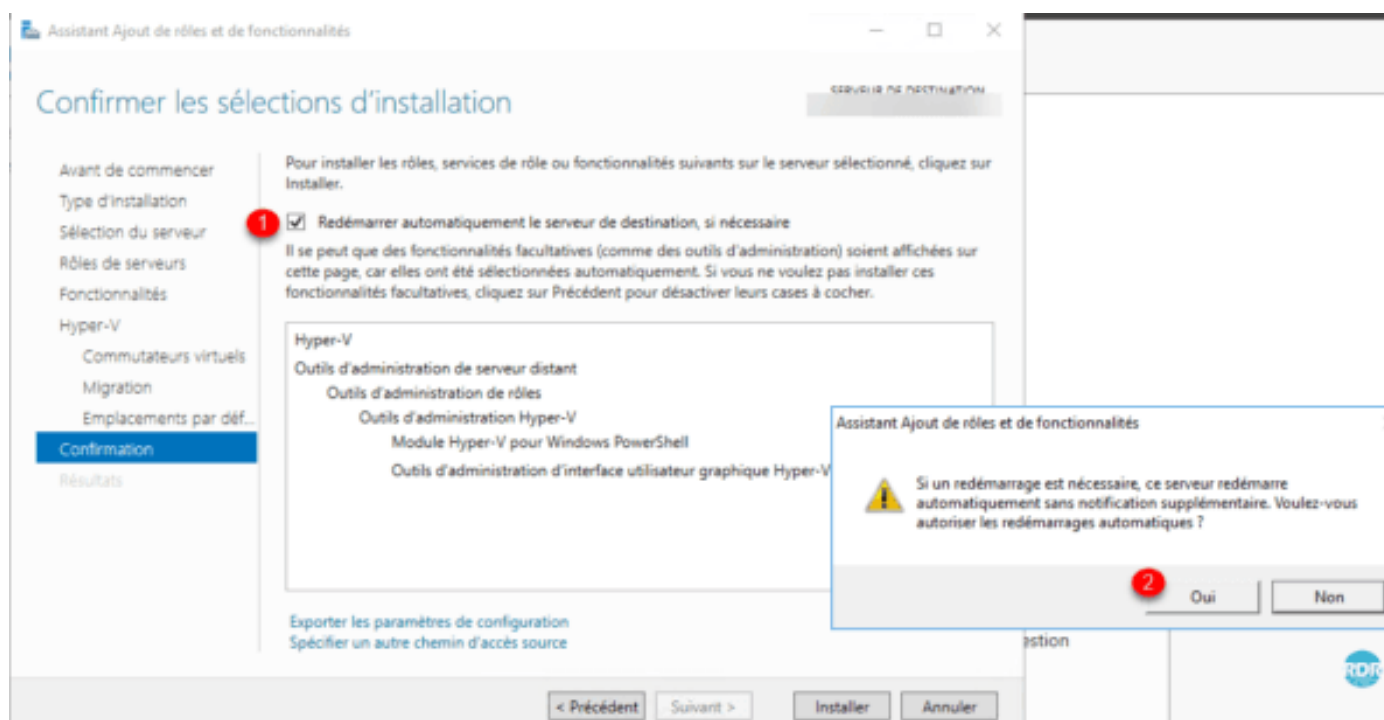 Assistant Ajout de rôles et de fonctionnalités
Confirmer les sélections d'installation
SERVEUR DE DESTINATION
Avant de commencer
Type d'installation
Sélection du serveur
Rôles de serveurs
Fonctionnalités
Hyper-V
Commutateurs virtuels
Migration
Emplacements par déf...
Confirmation
Résultats
Pour installer les rôles, services de rôle ou fonctionnalités suivants sur le serveur sélectionné, cliquez sur
Installer.
1
Redémarrer automatiquement le serveur de destination, si nécessaire
Il se peut que des fonctionnalités facultatives (comme des outils d'administration) soient affichées sur
cette page, car elles ont été sélectionnées automatiquement. Si vous ne voulez pas installer ces
fonctionnalités facultatives, cliquez sur Précédent pour désactiver leurs cases à cocher.
Hyper-V
Outils d'administration de serveur distant
Outils d'administration de rôles
Outils d'administration Hyper-V
Module Hyper-V pour Windows PowerShell
Outils d'administration d'interface utilisateur graphique Hyper-V
Exporter les paramètres de configuration
Spécifier un autre chemin d'accès source
< Précédent
Suivant >
Installer
Annuler
Assistant Ajout de rôles et de fonctionnalités
Si un redémarrage est nécessaire, ce serveur redémarre
automatiquement sans notification supplémentaire. Voulez-vous
autoriser les redémarrages automatiques ?
2
Oui
Non
estion
RDR